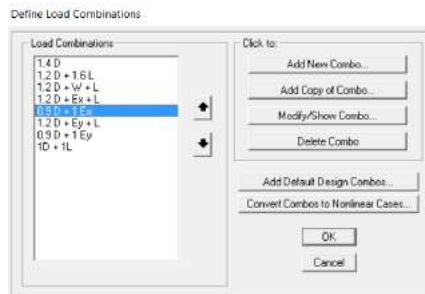 Define Load Combinations
Load Combinations
1.4 D
1.2 D + 1.6 L
1.2 D + W + L
1.2 D + Ex + L
0.9 D + 1 Ex
1.2 D + Ey + L
0.9 D + 1 Ey
1D + 1L
Click to:
Add New Combo...
Add Copy of Combo...
Modify/Show Combo...
Delete Combo
Add Default Design Combos...
Convert Combos to Nonlinear Cases...
OK
Cancel